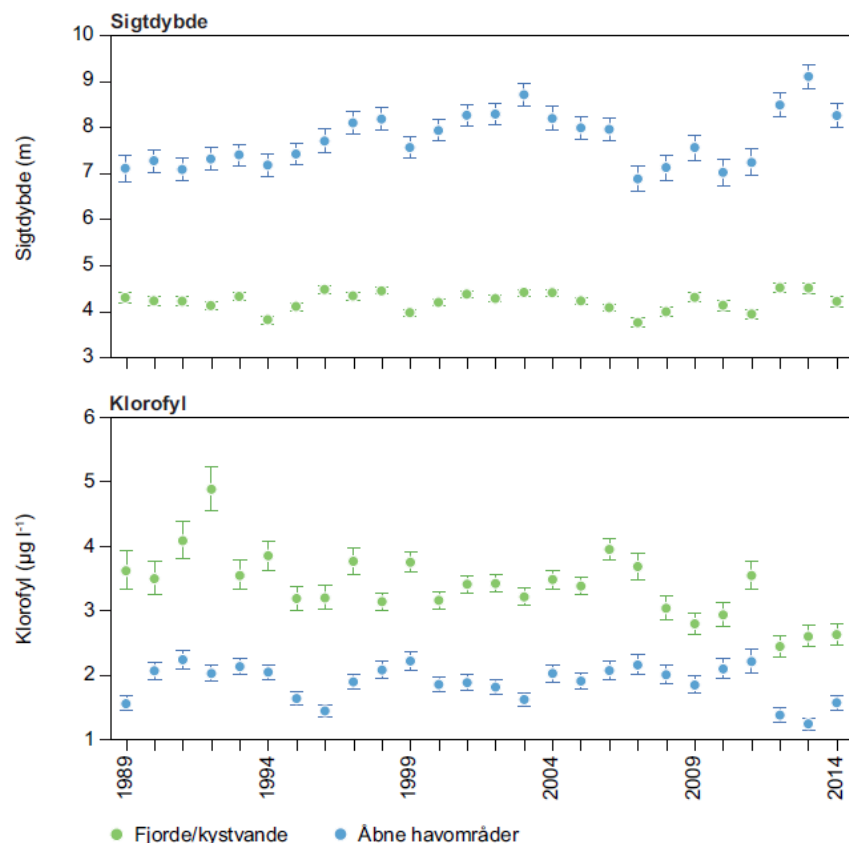 Sigtdybde
10
9
8
7
6
5
4
3
Sigtdybde (m)
Klorofyl
6
5
4
3
2
1
Klorofyl (µg l⁻¹)
1989 1994 1999 2004 2009 2014
Fjorde/kystvande Åbne havområder